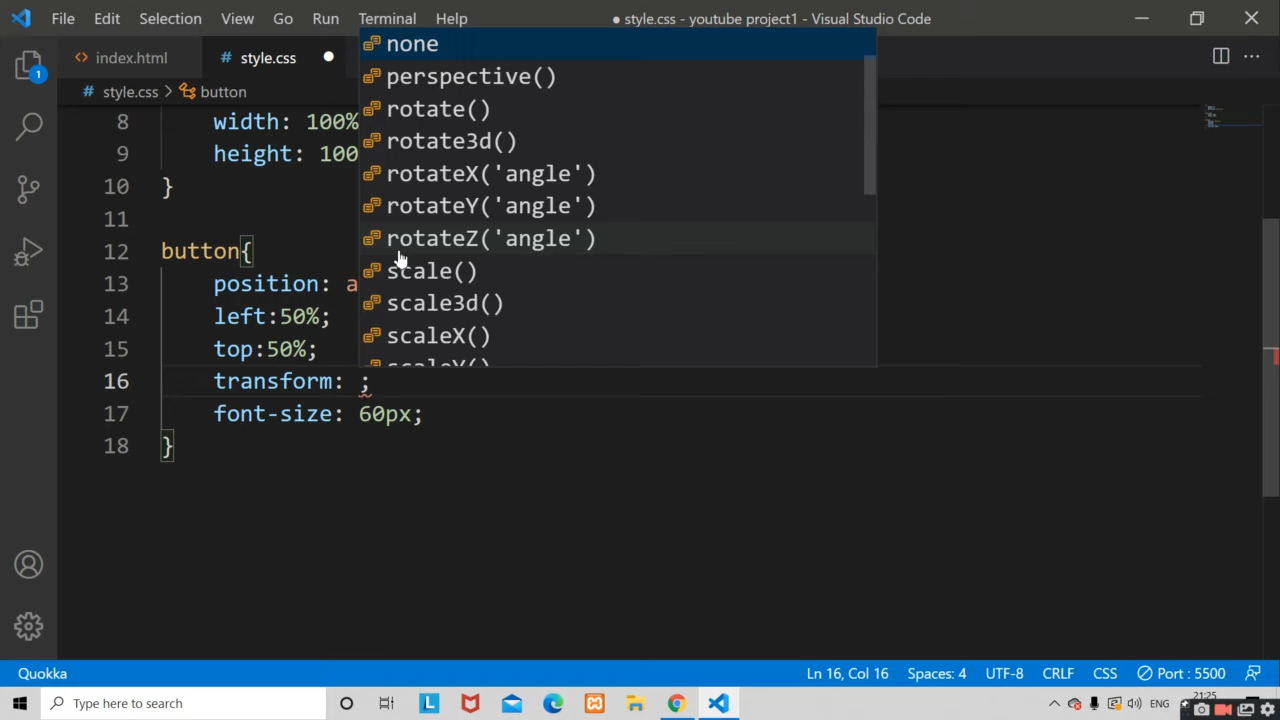 File Edit Selection View Go Run Terminal Help
● style.css - youtube project1 - Visual Studio Code
index.html
# style.css
1
# style.css > button
none
perspective()
rotate()
rotate3d()
rotateX('angle')
rotateY('angle')
rotateZ('angle')
scale()
scale3d()
scaleX()
scaleY()
8 width: 100%
9 height: 100
10 }
11
12 button{
13 position: a
14 left:50%;
15 top:50%;
16 transform: ;
17 font-size: 60px;
18 }
Quokka
Ln 16, Col 16 Spaces: 4 UTF-8 CRLF CSS Port : 5500
Type here to search
L
ENG
21:25